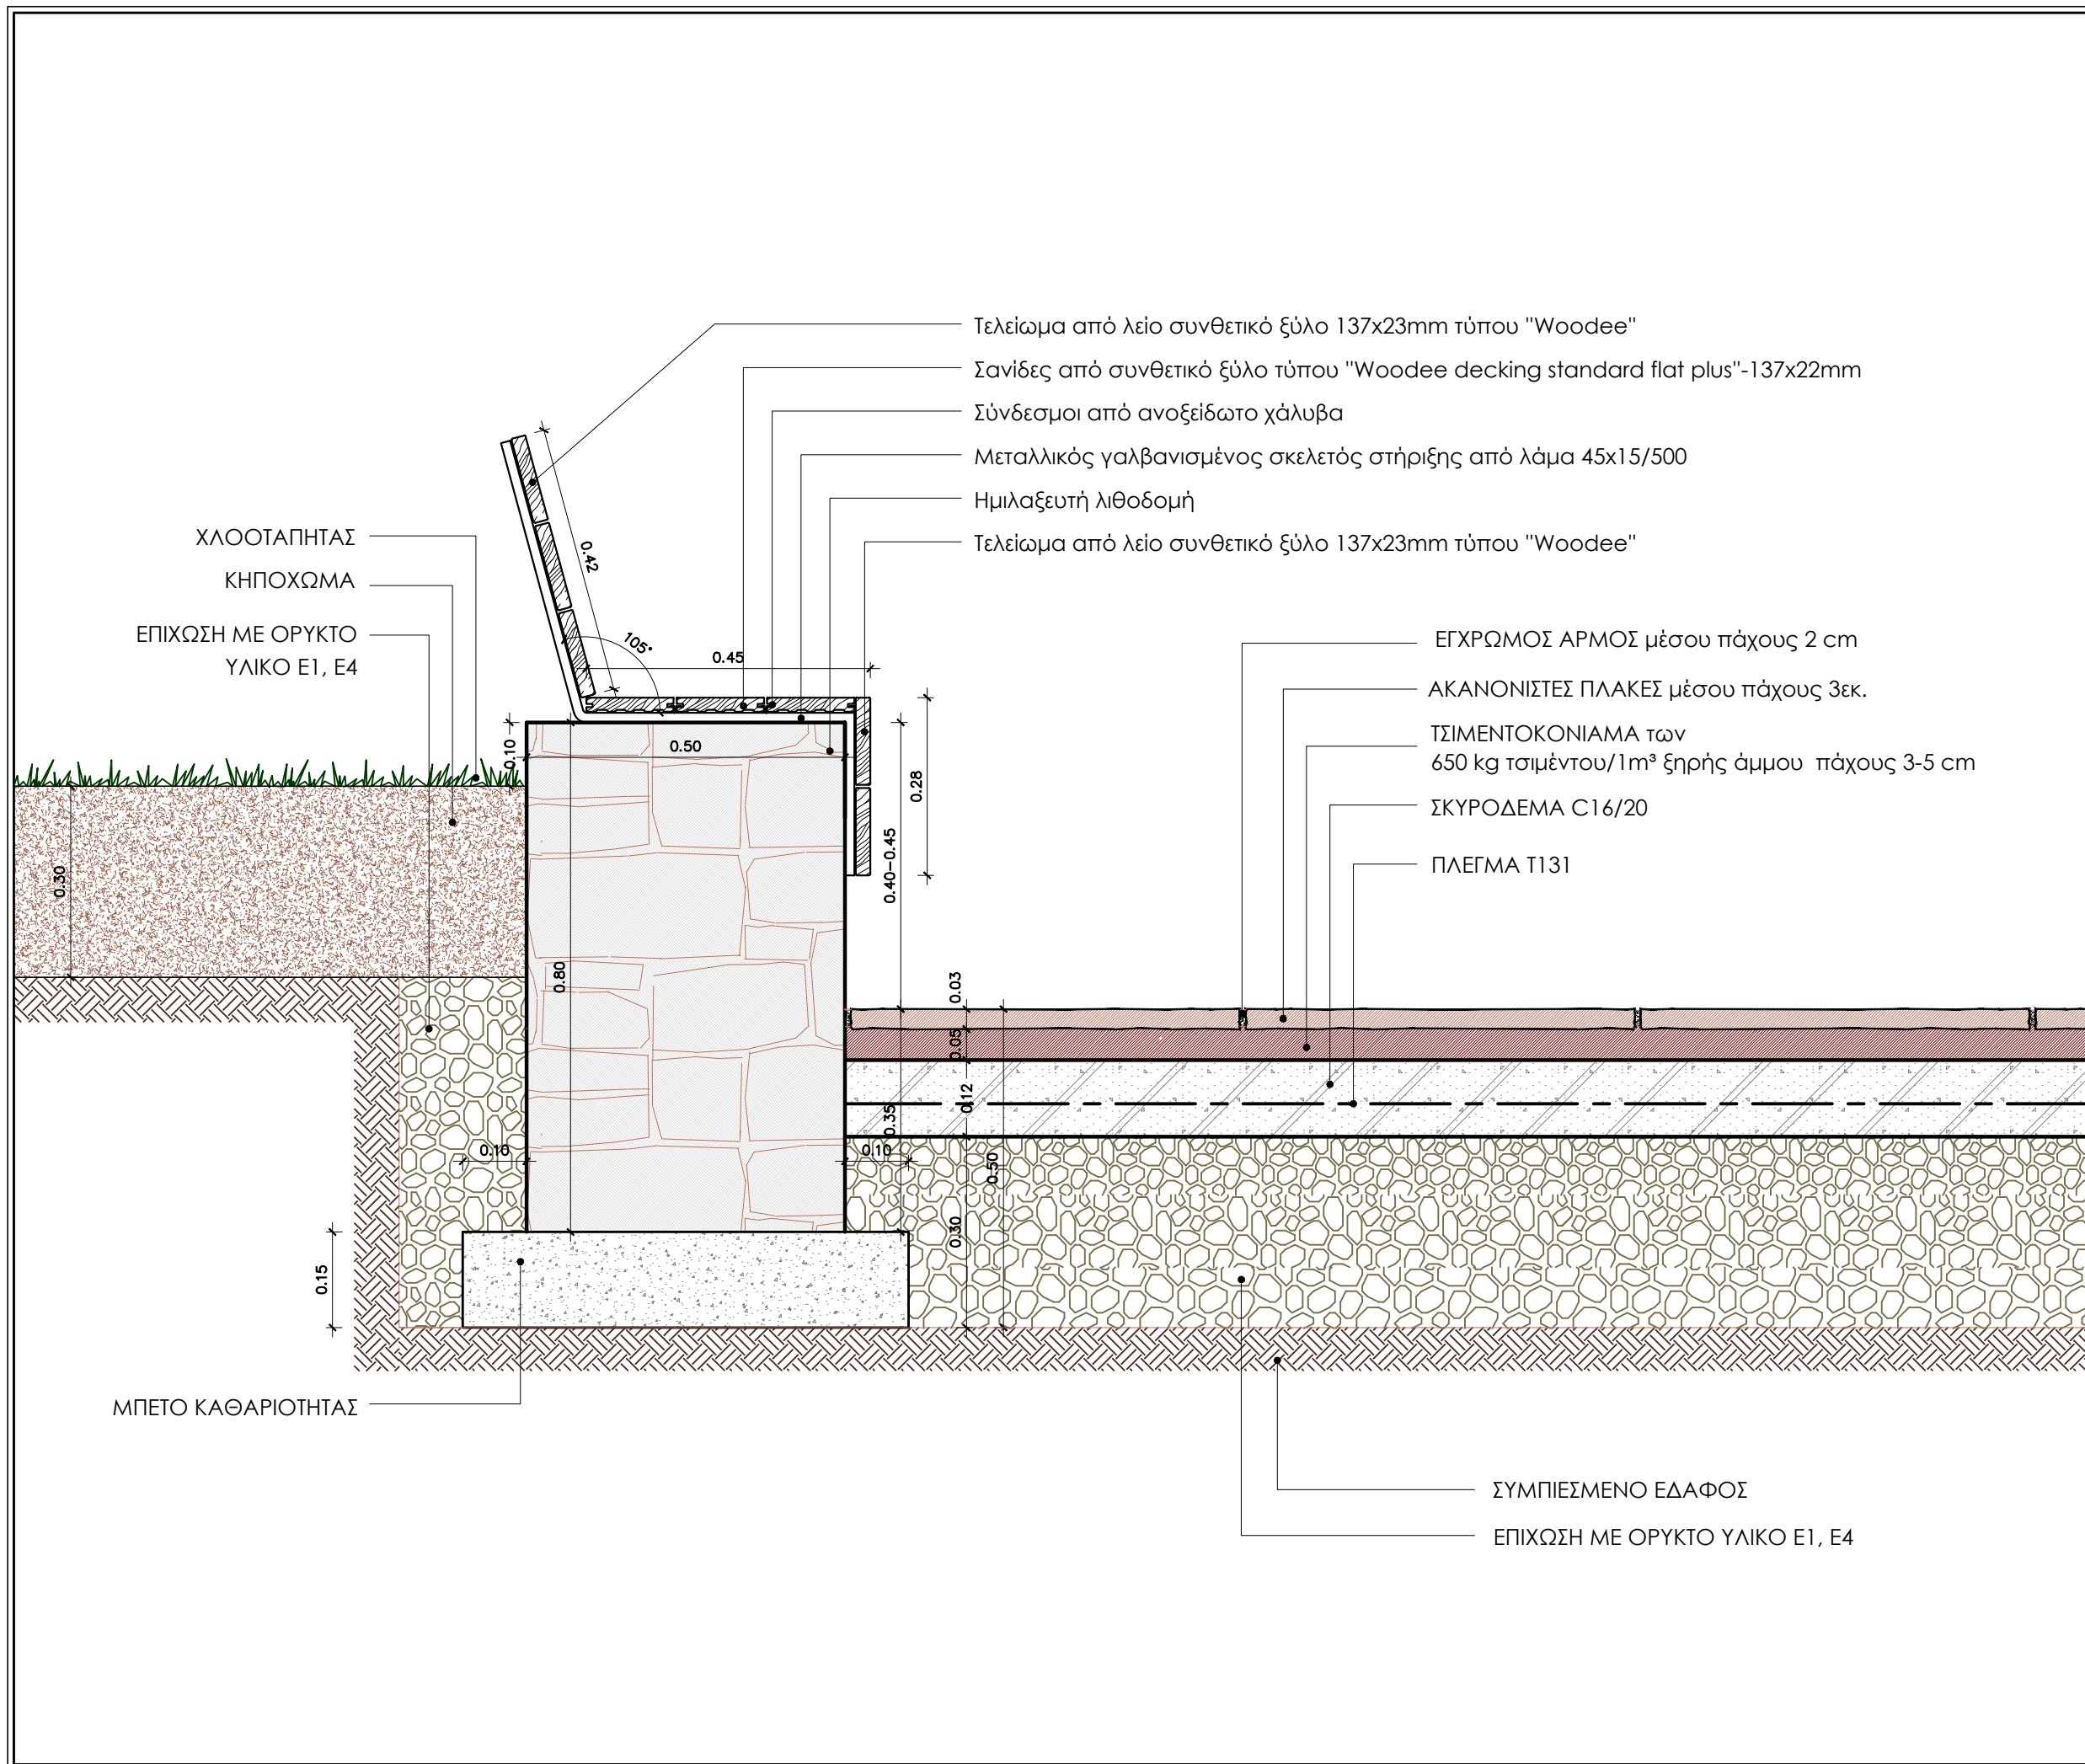 Τελείωμα από λείο συνθετικό ξύλο 137x23mm τύπου "Woodee"
Σανίδες από συνθετικό ξύλο τύπου "Woodee decking standard flat plus"-137x22mm
Σύνδεσμοι από ανοξείδωτο χάλυβα
Μεταλλικός γαλβανισμένος σκελετός στήριξης από λάμα 45x15/500
Ημιλαξευτή λιθοδομή
Τελείωμα από λείο συνθετικό ξύλο 137x23mm τύπου "Woodee"
ΧΛΟΟΤΑΠΗΤΑΣ
ΚΗΠΟΧΩΜΑ
ΕΠΙΧΩΣΗ ΜΕ ΟΡΥΚΤΟ
ΥΛΙΚΟ Ε1, Ε4
0.42
105°
0.45
0.10
0.50
0.28
0.40-0.45
0.30
0.80
ΕΓΧΡΩΜΟΣ ΑΡΜΟΣ μέσου πάχους 2 cm
ΑΚΑΝΟΝΙΣΤΕΣ ΠΛΑΚΕΣ μέσου πάχους 3εκ.
ΤΣΙΜΕΝΤΟΚΟΝΙΑΜΑ των
650 kg τσιμέντου/1m³ ξηρής άμμου πάχους 3-5 cm
ΣΚΥΡΟΔΕΜΑ C16/20
ΠΛΕΓΜΑ Τ131
0.03
0.05
0.12
0.35
0.10
0.10
0.50
0.30
0.15
ΜΠΕΤΟ ΚΑΘΑΡΙΟΤΗΤΑΣ
ΣΥΜΠΙΕΣΜΕΝΟ ΕΔΑΦΟΣ
ΕΠΙΧΩΣΗ ΜΕ ΟΡΥΚΤΟ ΥΛΙΚΟ Ε1, Ε4